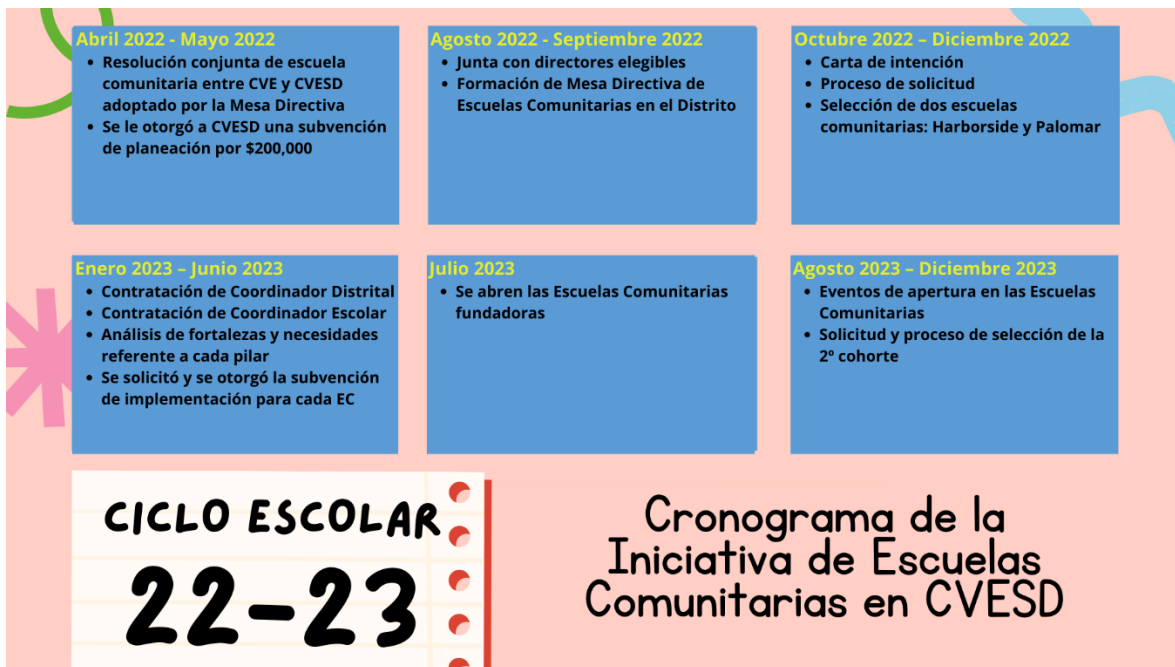 Abril 2022 - Mayo 2022
• Resolución conjunta de escuela
comunitaria entre CVE y CVESD
adoptado por la Mesa Directiva
• Se le otorgó a CVESD una subvención
de planeación por $200,000
Agosto 2022 - Septiembre 2022
• Junta con directores elegibles
• Formación de Mesa Directiva de
Escuelas Comunitarias en el Distrito
Octubre 2022 – Diciembre 2022
• Carta de intención
• Proceso de solicitud
• Selección de dos escuelas
comunitarias: Harborside y Palomar
Enero 2023 – Junio 2023
• Contratación de Coordinador Distrital
• Contratación de Coordinador Escolar
• Análisis de fortalezas y necesidades
referente a cada pilar
• Se solicitó y se otorgó la subvención
de implementación para cada EC
Julio 2023
• Se abren las Escuelas Comunitarias
fundadoras
Agosto 2023 – Diciembre 2023
• Eventos de apertura en las Escuelas
Comunitarias
• Solicitud y proceso de selección de la
2º cohorte
CICLO ESCOLAR
22-23
Cronograma de la
Iniciativa de Escuelas
Comunitarias en CVESD